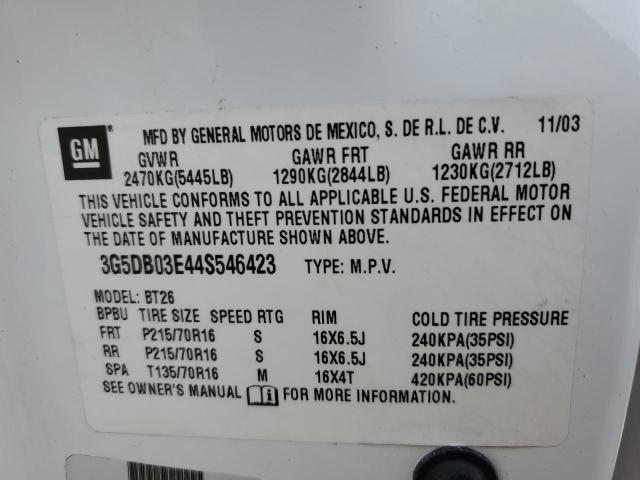 GM ®
MFD BY GENERAL MOTORS DE MEXICO, S. DE R.L. DE C.V. 11/03
GVWR GAWR FRT GAWR RR
2470KG(5445LB) 1290KG(2844LB) 1230KG(2712LB)
THIS VEHICLE CONFORMS TO ALL APPLICABLE U.S. FEDERAL MOTOR
VEHICLE SAFETY AND THEFT PREVENTION STANDARDS IN EFFECT ON
THE DATE OF MANUFACTURE SHOWN ABOVE.
3G5DB03E44S546423 TYPE: M.P.V.
MODEL: BT26
BPBU TIRE SIZE SPEED RTG RIM COLD TIRE PRESSURE
FRT P215/70R16 S 16X6.5J 240KPA(35PSI)
RR P215/70R16 S 16X6.5J 240KPA(35PSI)
SPA T135/70R16 M 16X4T 420KPA(60PSI)
SEE OWNER'S MANUAL FOR MORE INFORMATION.